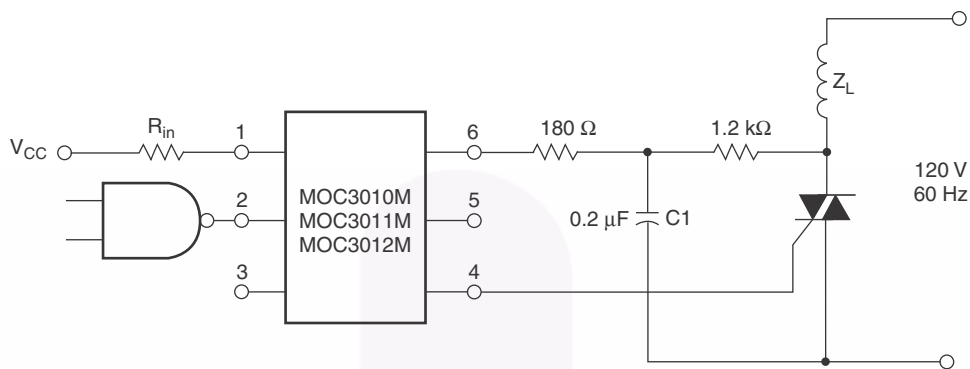 Z_L
R_in
1
6
180 Ω
1.2 kΩ
V_CC
120 V
60 Hz
MOC3010M
MOC3011M
MOC3012M
2
5
0.2 µF
C1
3
4